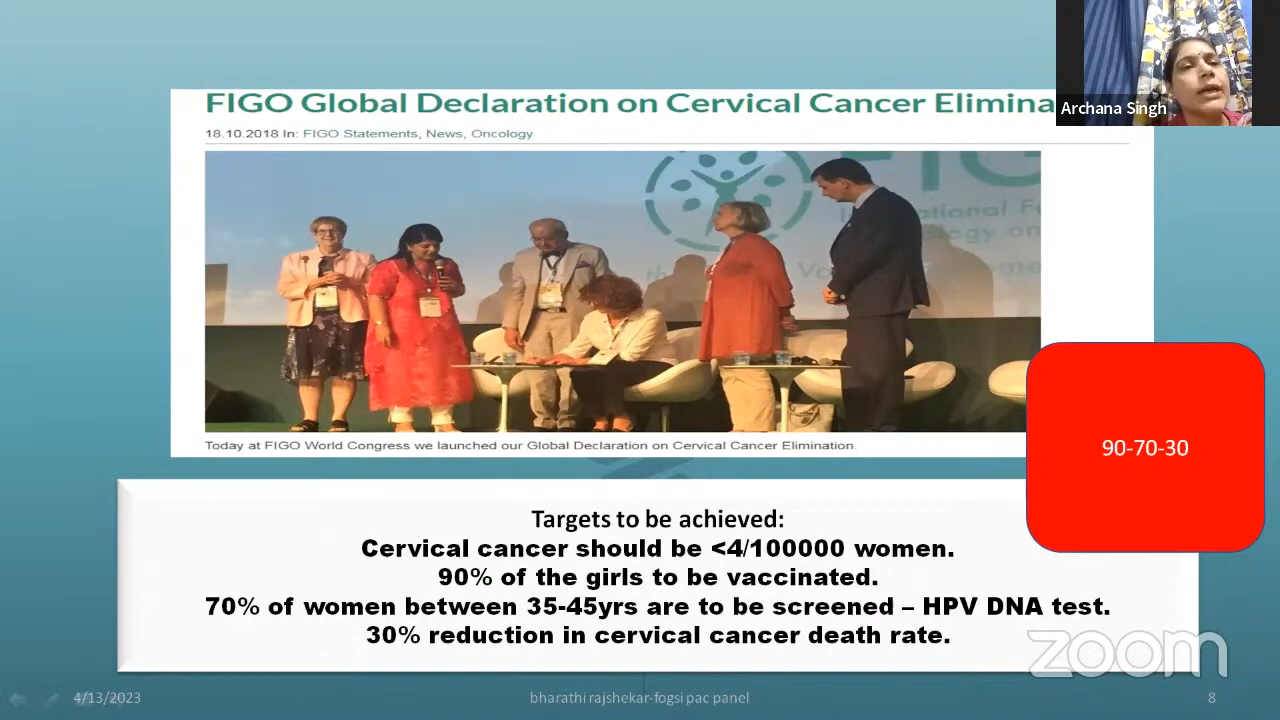 FIGO Global Declaration on Cervical Cancer Elimina
Archana Singh
18.10.2018 In: FIGO Statements, News, Oncology
FIG
Today at FIGO World Congress we launched our Global Declaration on Cervical Cancer Elimination.
90-70-30
Targets to be achieved:
Cervical cancer should be <4/100000 women.
90% of the girls to be vaccinated.
70% of women between 35-45yrs are to be screened – HPV DNA test.
30% reduction in cervical cancer death rate.
zoom
4/13/2023
bharathi rajshekar-fogsi pac panel
8